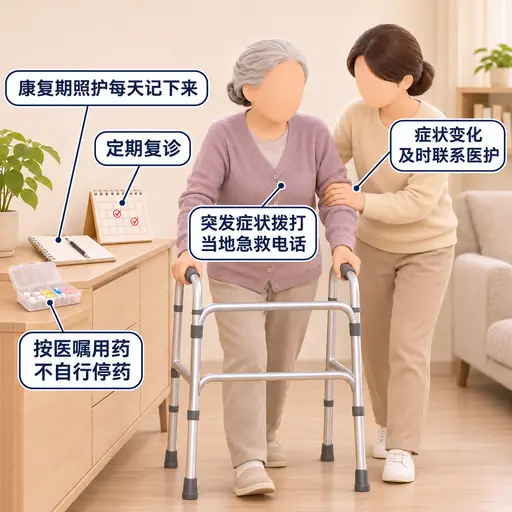 康复期照护每天记下来
定期复诊
症状变化
及时联系医护
突发症状拨打
当地急救电话
按医嘱用药
不自行停药